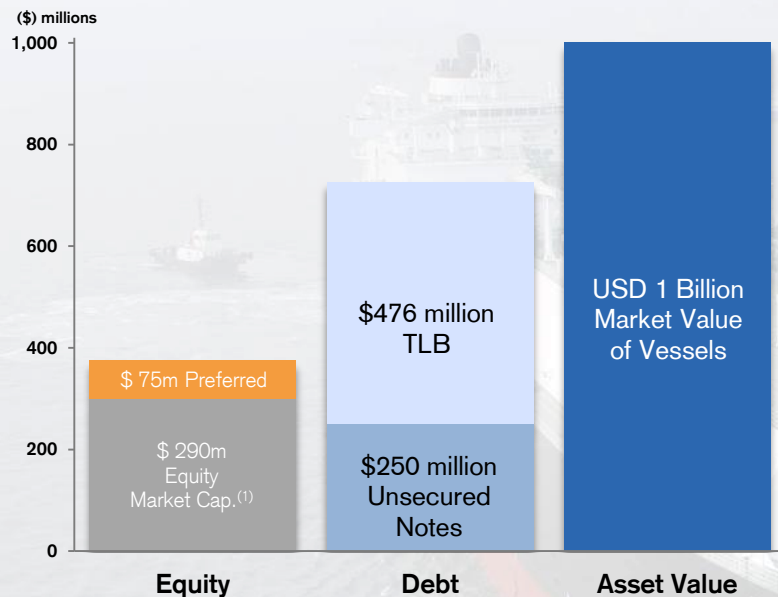 ($) millions
1,000
800
600
400
200
0
$ 75m Preferred
$ 290m
Equity
Market Cap.(1)
$476 million
TLB
$250 million
Unsecured
Notes
USD 1 Billion
Market Value
of Vessels
Equity
Debt
Asset Value